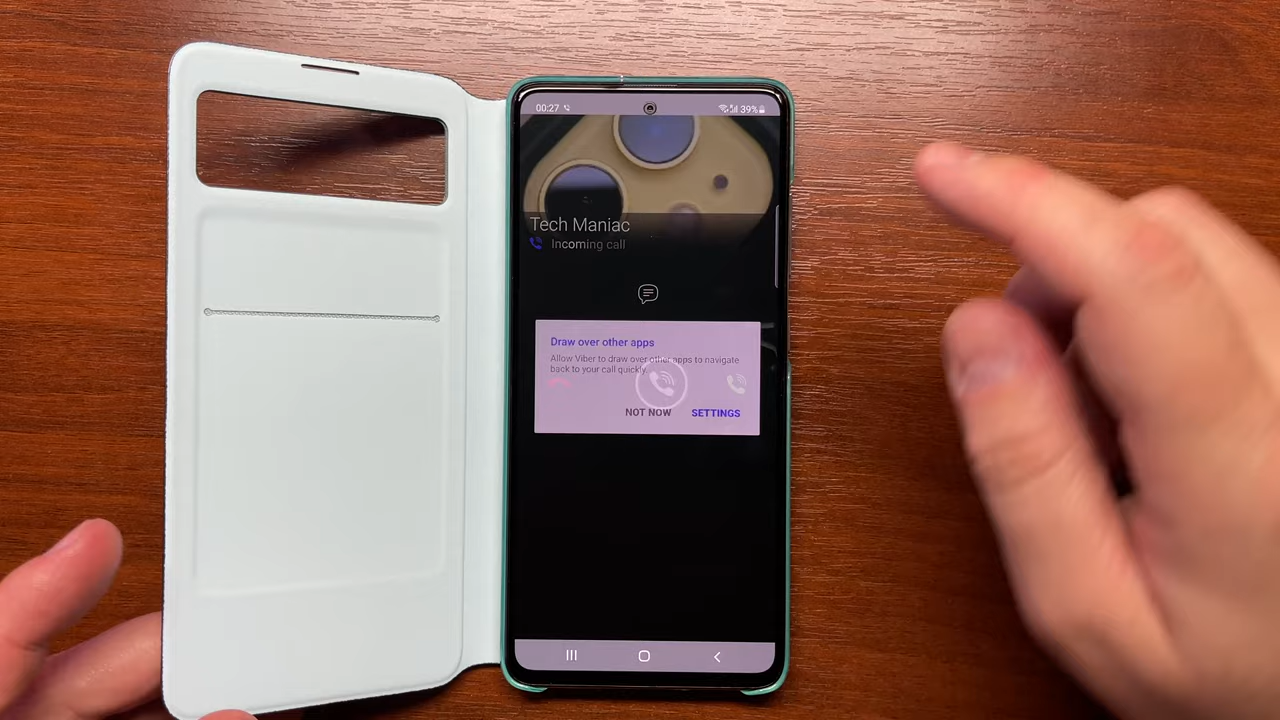 00:27 39%
Tech Maniac
Incoming call
Draw over other apps
Allow Viber to draw over other apps to navigate
back to your call quickly.
NOT NOW SETTINGS